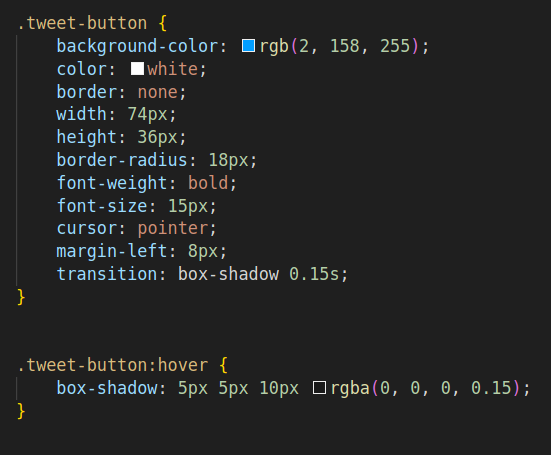 .tweet-button {
    background-color: rgb(2, 158, 255);
    color: white;
    border: none;
    width: 74px;
    height: 36px;
    border-radius: 18px;
    font-weight: bold;
    font-size: 15px;
    cursor: pointer;
    margin-left: 8px;
    transition: box-shadow 0.15s;
}
.tweet-button:hover {
    box-shadow: 5px 5px 10px rgba(0, 0, 0, 0.15);
}